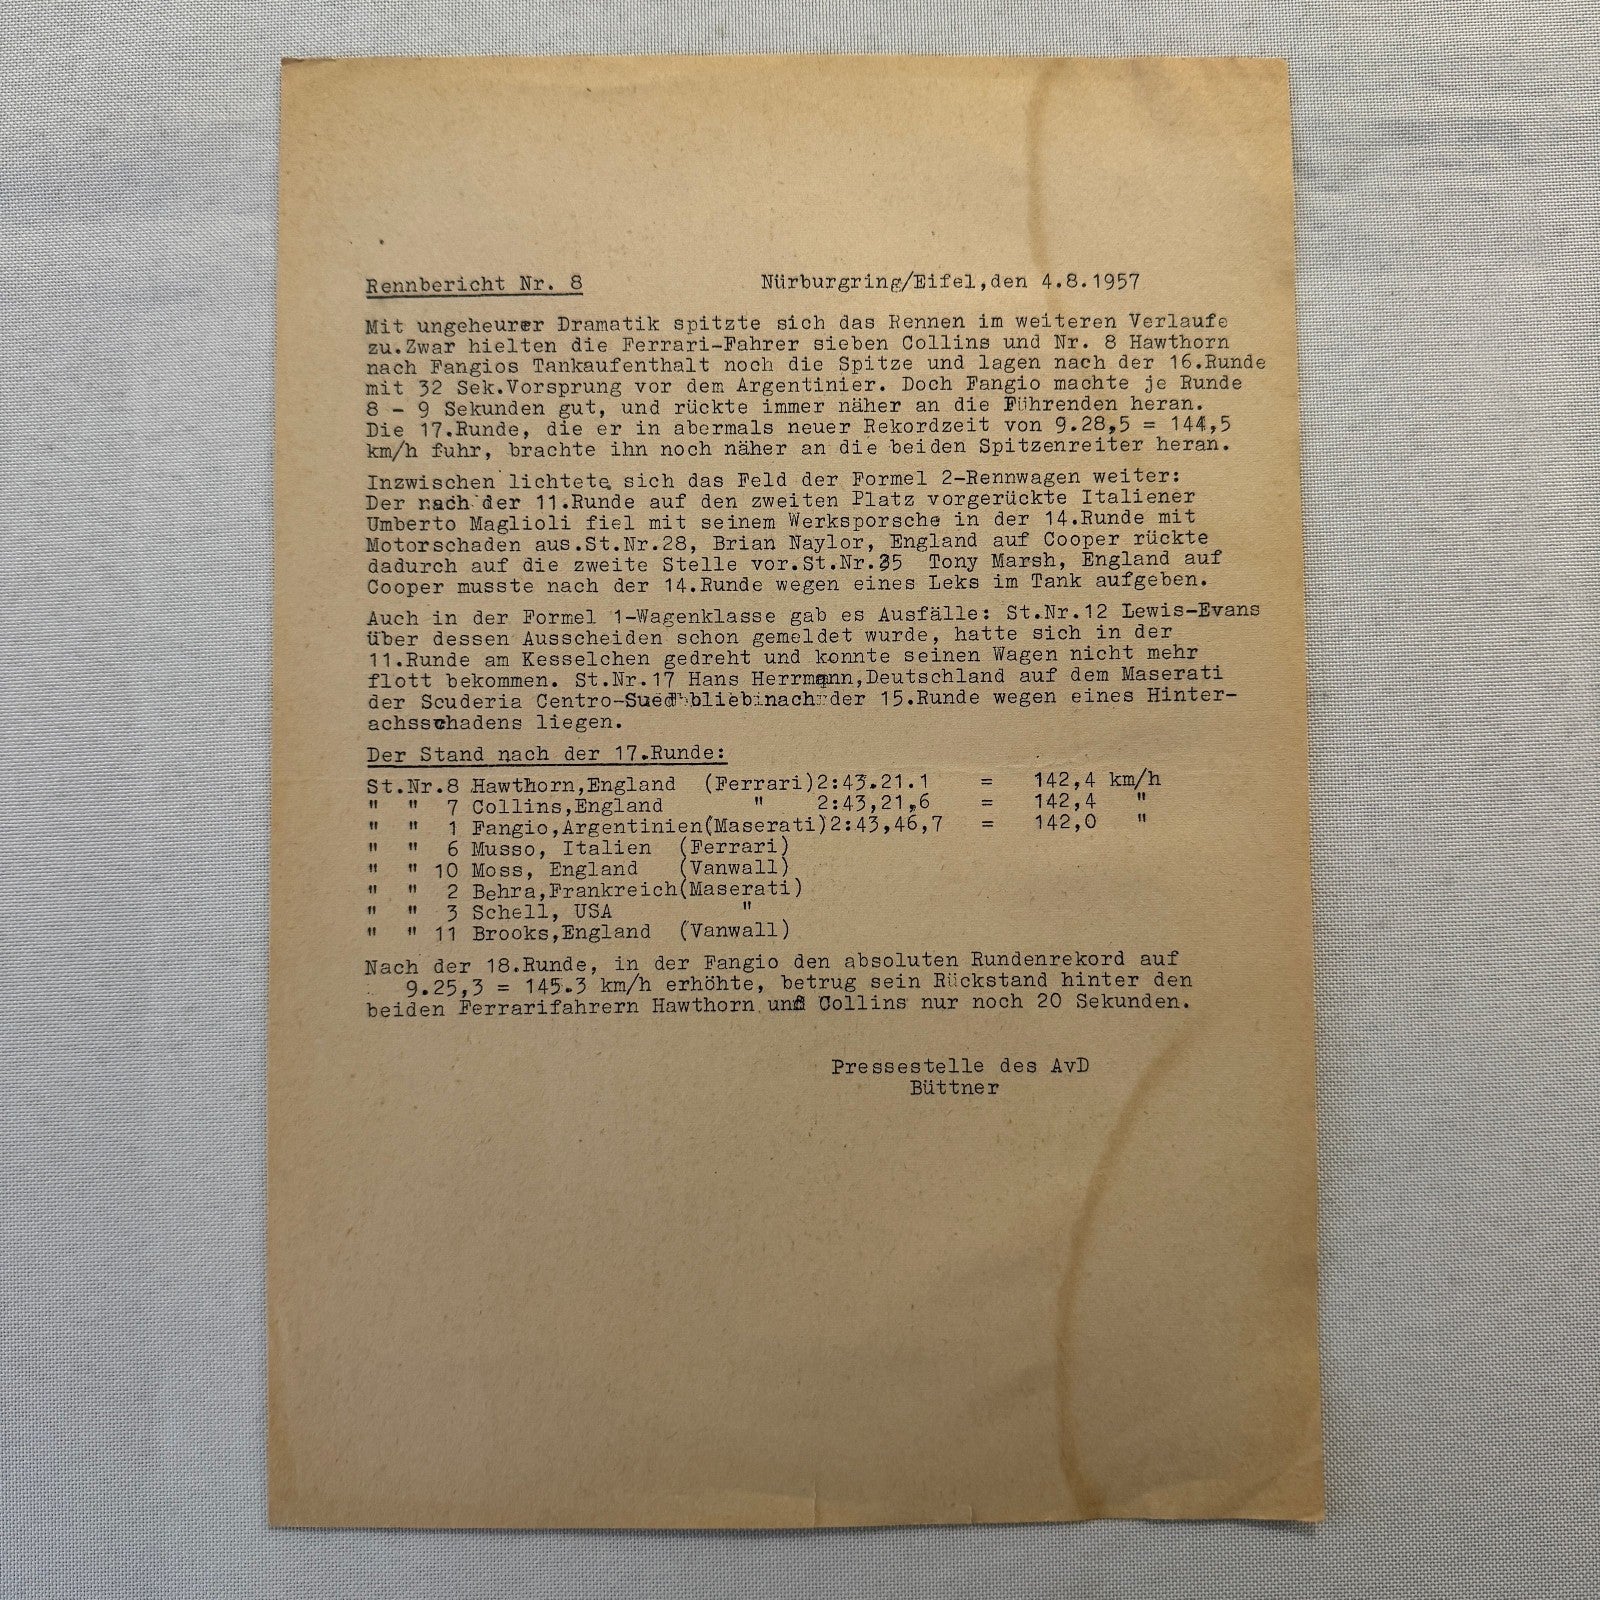 Rennbericht Nr. 8 Nürburgring/Eifel,den 4.8.1957
Mit ungeheurer Dramatik spitzte sich das Rennen im weiteren Verlaufe
zu.Zwar hielten die Ferrari-Fahrer sieben Collins und Nr. 8 Hawthorn
nach Fangios Tankaufenthalt noch die Spitze und lagen nach der 16.Runde
mit 32 Sek.Vorsprung vor dem Argentinier. Doch Fangio machte je Runde
8 - 9 Sekunden gut, und rückte immer näher an die Führenden heran.
Die 17.Runde, die er in abermals neuer Rekordzeit von 9.28,5 = 144,5
km/h fuhr, brachte ihn noch näher an die beiden Spitzenreiter heran.
Inzwischen lichtete sich das Feld der Formel 2-Rennwagen weiter:
Der nach der 11.Runde auf den zweiten Platz vorgerückte Italiener
Umberto Maglioli fiel mit seinem Werksporsche in der 14.Runde mit
Motorschaden aus.St.Nr.28, Brian Naylor, England auf Cooper rückte
dadurch auf die zweite Stelle vor.St.Nr.35 Tony Marsh, England auf
Cooper musste nach der 14.Runde wegen eines Leks im Tank aufgeben.
Auch in der Formel 1-Wagenklasse gab es Ausfälle: St.Nr.12 Lewis-Evans
über dessen Ausscheiden schon gemeldet wurde, hatte sich in der
11.Runde am Kesselchen gedreht und konnte seinen Wagen nicht mehr
flott bekommen. St.Nr.17 Hans Herrmann,Deutschland auf dem Maserati
der Scuderia Centro-Sued blieb nach der 15.Runde wegen eines Hinter-
achsschadens liegen.
Der Stand nach der 17.Runde:
St.Nr.8 Hawthorn,England (Ferrari)2:43.21.1 = 142,4 km/h
" " 7 Collins,England " 2:43,21,6 = 142,4 "
" " 1 Fangio,Argentinien(Maserati)2:43,46,7 = 142,0 "
" " 6 Musso, Italien (Ferrari)
" " 10 Moss, England (Vanwall)
" " 2 Behra,Frankreich(Maserati)
" " 3 Schell, USA "
" " 11 Brooks,England (Vanwall)
Nach der 18.Runde, in der Fangio den absoluten Rundenrekord auf
9.25,3 = 145.3 km/h erhöhte, betrug sein Rückstand hinter den
beiden Ferrarifahrern Hawthorn und Collins nur noch 20 Sekunden.
Pressestelle des AvD
Büttner